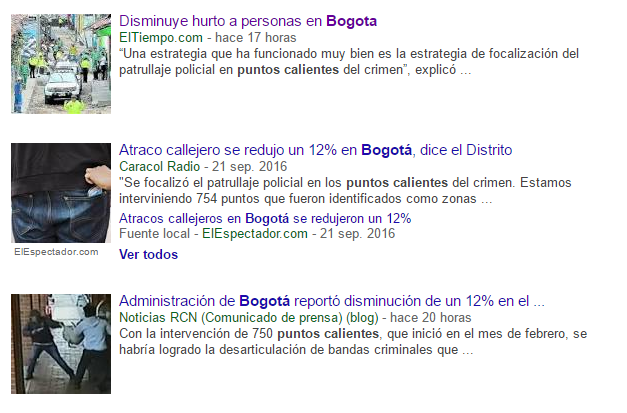 Disminuye hurto a personas en Bogota
ElTiempo.com - hace 17 horas
“Una estrategia que ha funcionado muy bien es la estrategia de focalización del
patrullaje policial en puntos calientes del crimen”, explicó ...
Atraco callejero se redujo un 12% en Bogotá, dice el Distrito
Caracol Radio - 21 sep. 2016
"Se focalizó el patrullaje policial en los puntos calientes del crimen. Estamos
interviniendo 754 puntos que fueron identificados como zonas ...
Atracos callejeros en Bogotá se redujeron un 12%
Fuente local - ElEspectador.com - 21 sep. 2016
ElEspectador.com
Ver todos
Administración de Bogotá reportó disminución de un 12% en el ...
Noticias RCN (Comunicado de prensa) (blog) - hace 20 horas
Con la intervención de 750 puntos calientes, que inició en el mes de febrero, se
habría logrado la desarticulación de bandas criminales que ...